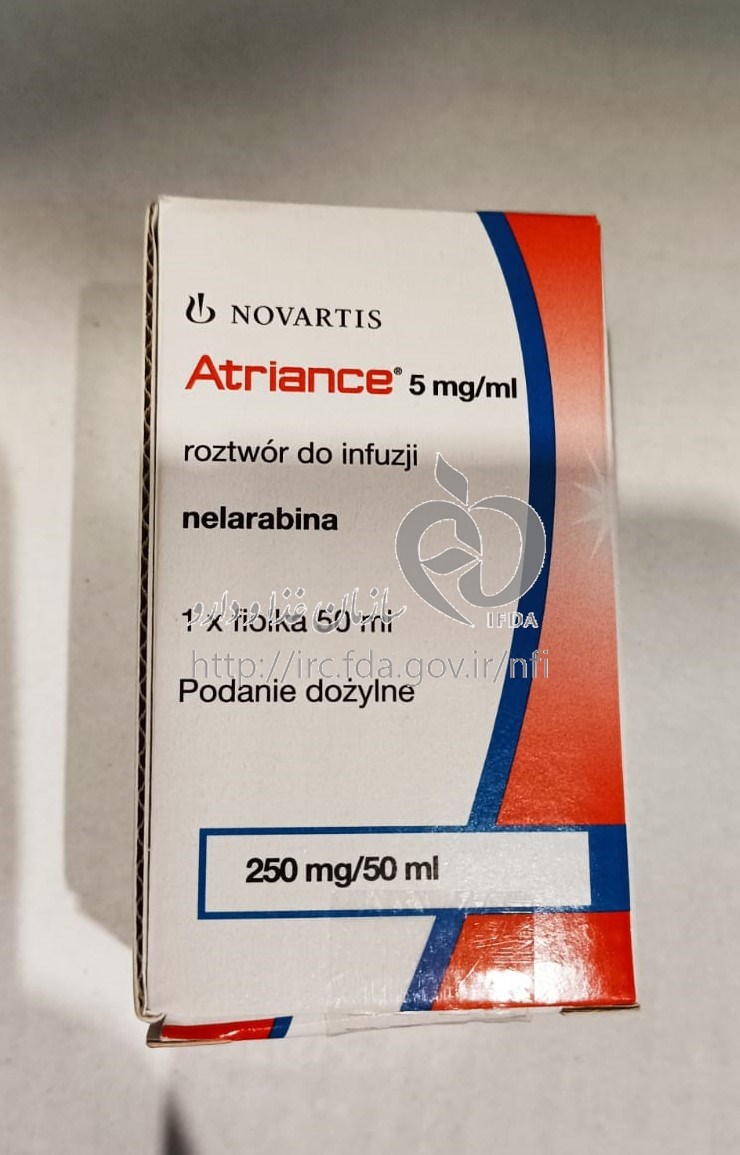 NOVARTIS
Atriance® 5 mg/ml
roztwór do infuzji
nelarabina
IFDA
سازمان غذا و دارو
1 x fiolka 50 ml
http://irc.fda.gov.ir/nfi
Podanie dożylne
250 mg/50 ml